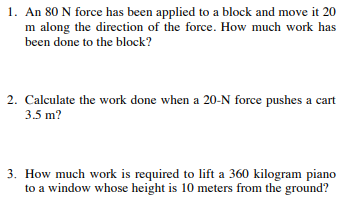 1. An 80 N force has been applied to a block and move it 20
m along the direction of the force. How much work has
been done to the block?
2. Calculate the work done when a 20-N force pushes a cart
3.5 m?
3. How much work is required to lift a 360 kilogram piano
to a window whose height is 10 meters from the ground?